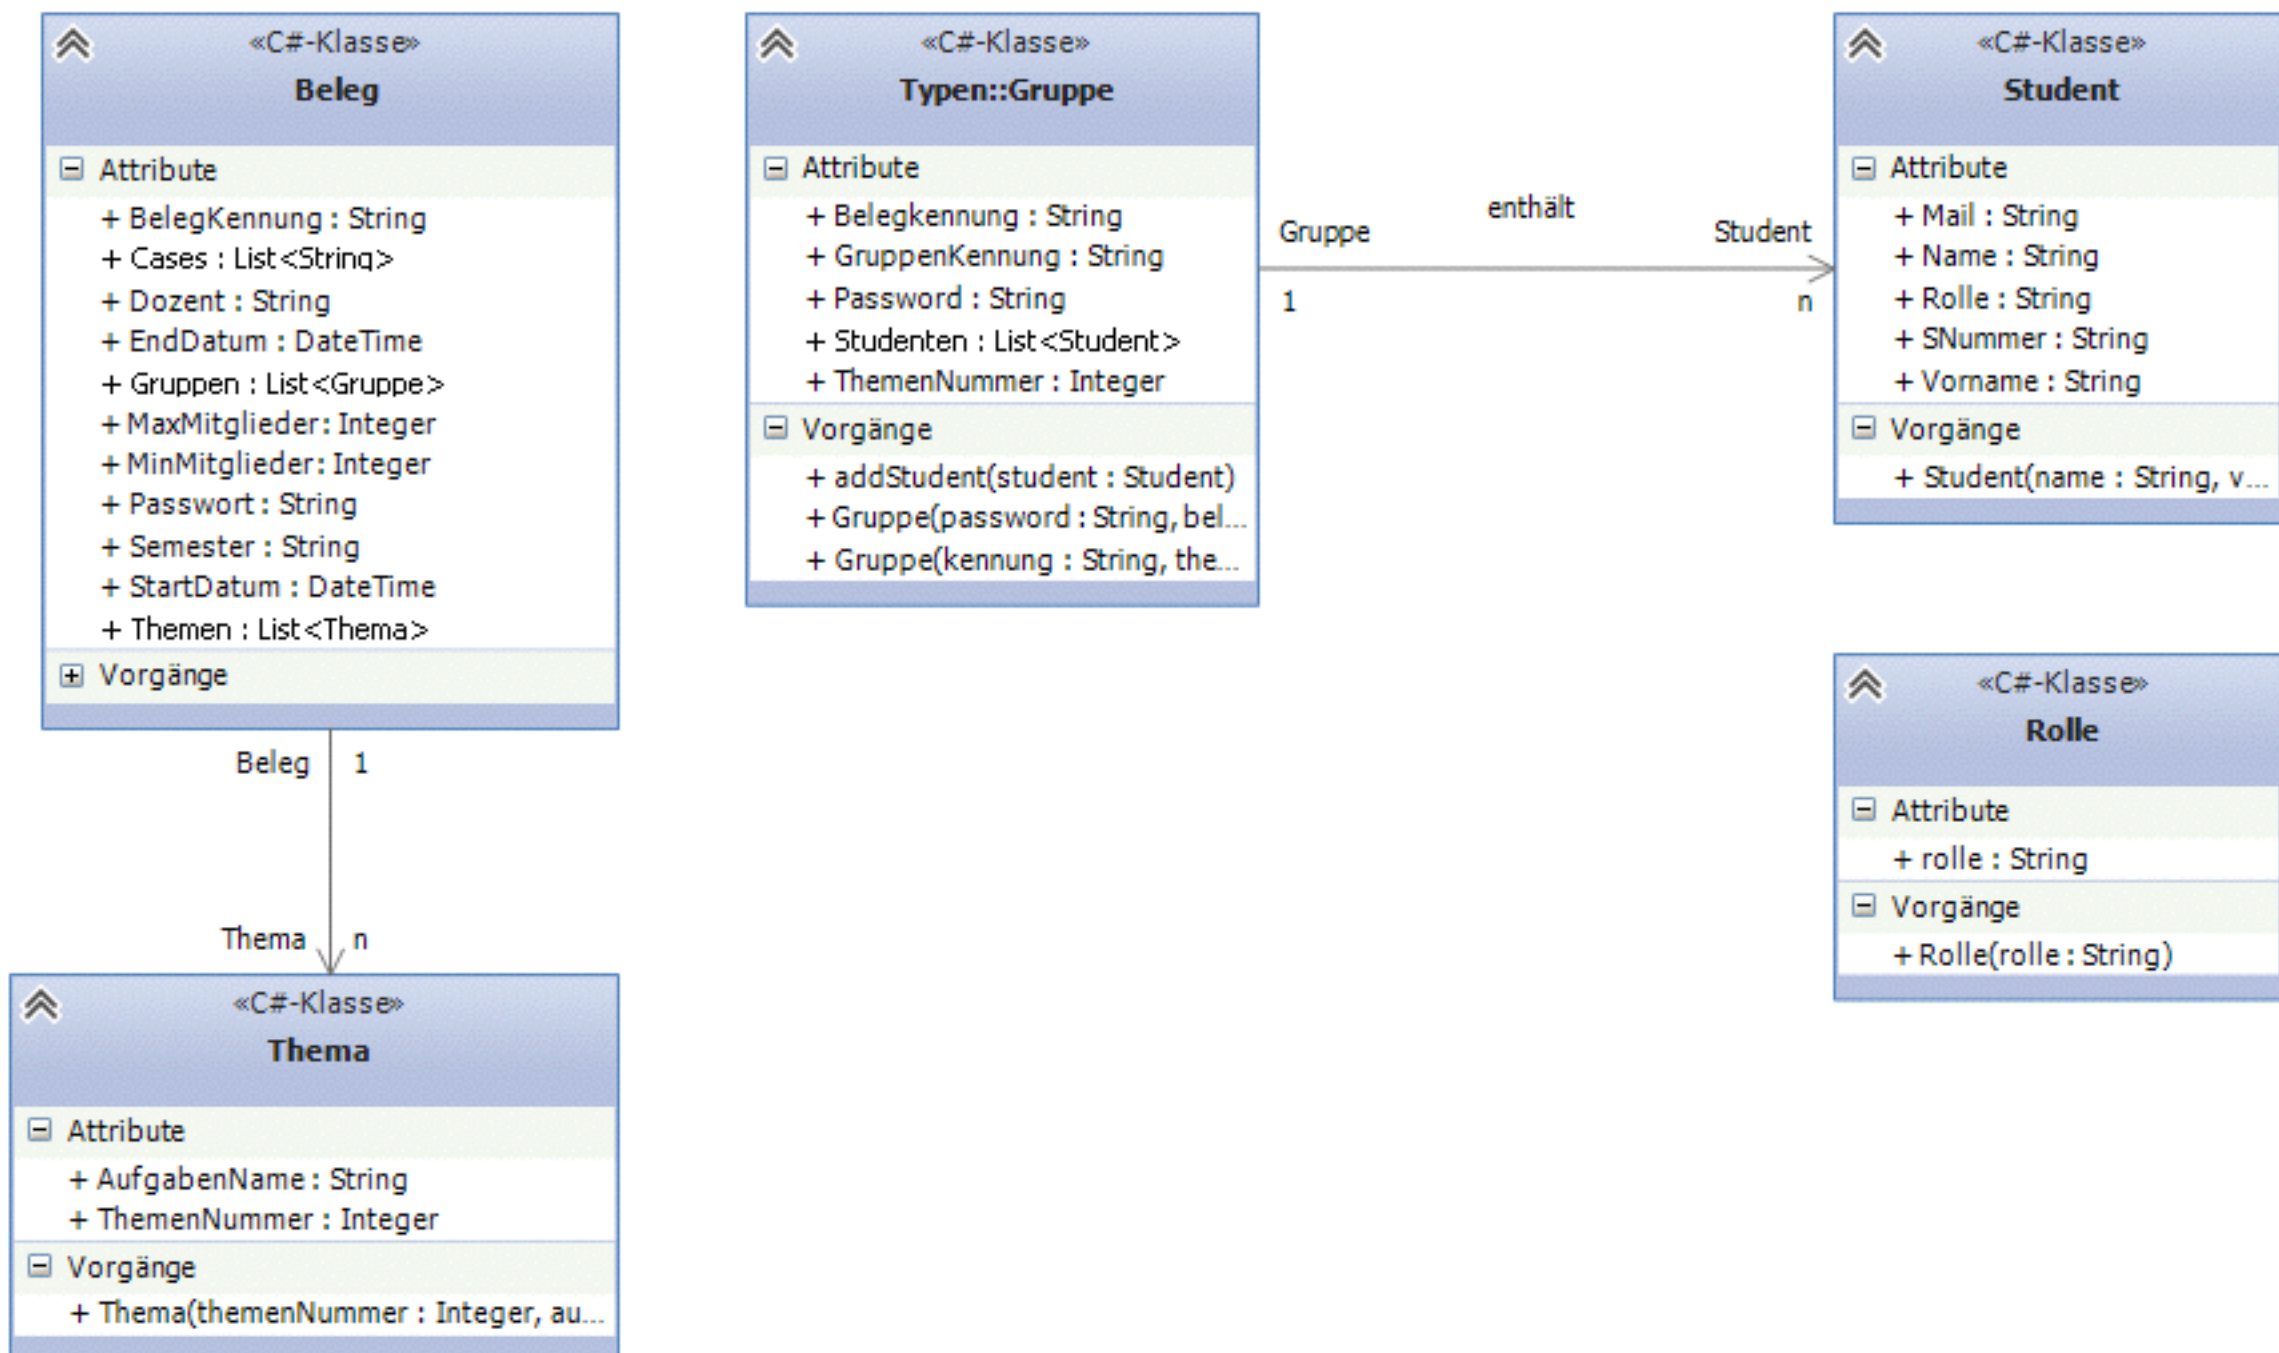 «C#-Klasse»
Beleg
Attribute
+ BelegKennung : String
+ Cases : List<String>
+ Dozent : String
+ EndDatum : DateTime
+ Gruppen : List<Gruppe>
+ MaxMitglieder: Integer
+ MinMitglieder: Integer
+ Passwort : String
+ Semester : String
+ StartDatum : DateTime
+ Themen : List<Thema>
Vorgänge
Beleg 1
Thema n
«C#-Klasse»
Thema
Attribute
+ AufgabenName : String
+ ThemenNummer : Integer
Vorgänge
+ Thema(themenNummer : Integer, au...
«C#-Klasse»
Typen::Gruppe
Attribute
+ Belegkennung : String
+ GruppenKennung : String
+ Password : String
+ Studenten : List<Student>
+ ThemenNummer : Integer
Vorgänge
+ addStudent(student : Student)
+ Gruppe(password : String, bel...
+ Gruppe(kennung : String, the...
enthält
Gruppe Student
1 n
«C#-Klasse»
Student
Attribute
+ Mail : String
+ Name : String
+ Rolle : String
+ SNummer : String
+ Vorname : String
Vorgänge
+ Student(name : String, v...
«C#-Klasse»
Rolle
Attribute
+ rolle : String
Vorgänge
+ Rolle(rolle : String)